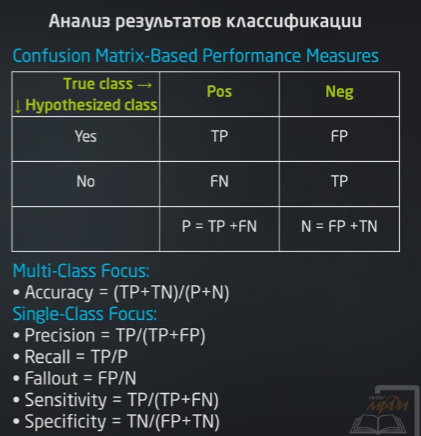 Анализ результатов классификации
Confusion Matrix-Based Performance Measures
True class → Pos Neg
↓ Hypothesized class
Yes TP FP
No FN TP
P = TP +FN N = FP +TN
Multi-Class Focus:
• Accuracy = (TP+TN)/(P+N)
Single-Class Focus:
• Precision = TP/(TP+FP)
• Recall = TP/P
• Fallout = FP/N
• Sensitivity = TP/(TP+FN)
• Specificity = TN/(FP+TN)